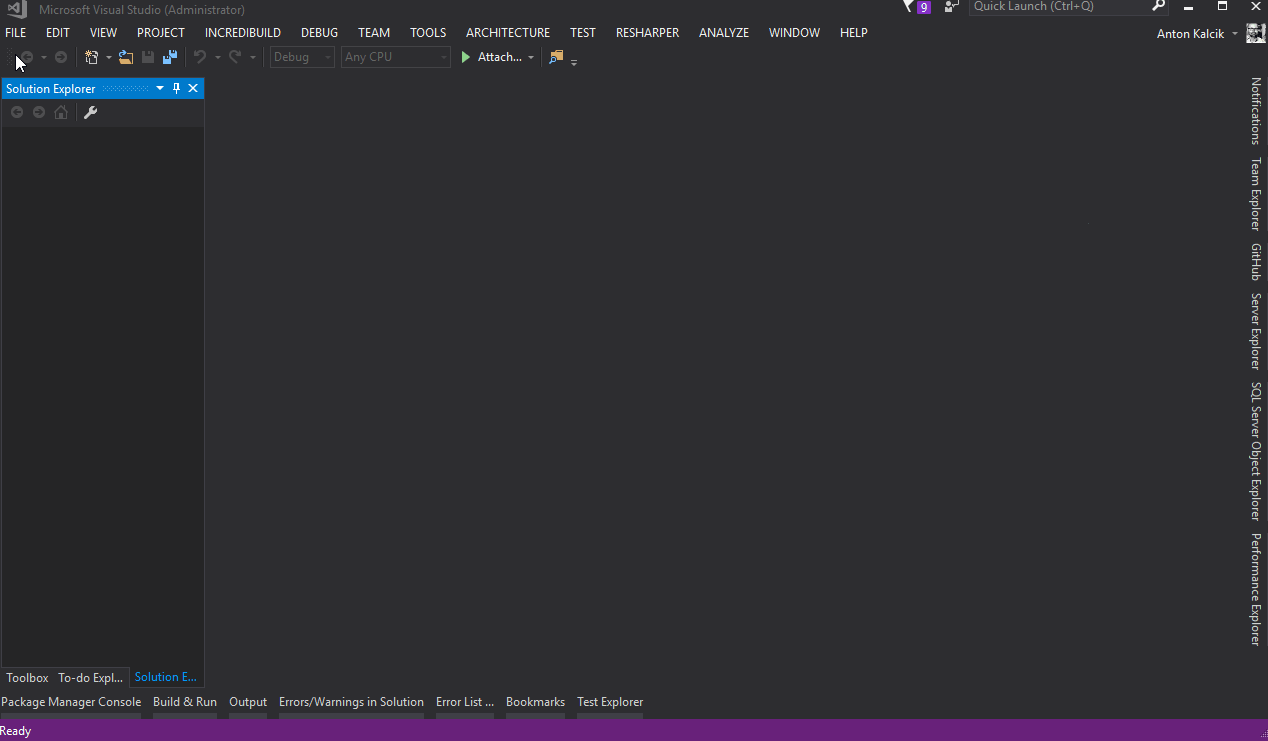 Microsoft Visual Studio (Administrator) 9 Quick Launch (Ctrl+Q)
FILE EDIT VIEW PROJECT INCREDIBUILD DEBUG TEAM TOOLS ARCHITECTURE TEST RESHARPER ANALYZE WINDOW HELP Anton Kalcik
Debug Any CPU Attach...
Solution Explorer
Notifications
Team Explorer
GitHub
Server Explorer
SQL Server Object Explorer
Performance Explorer
Toolbox To-do Expl... Solution E...
Package Manager Console Build & Run Output Errors/Warnings in Solution Error List ... Bookmarks Test Explorer
Ready